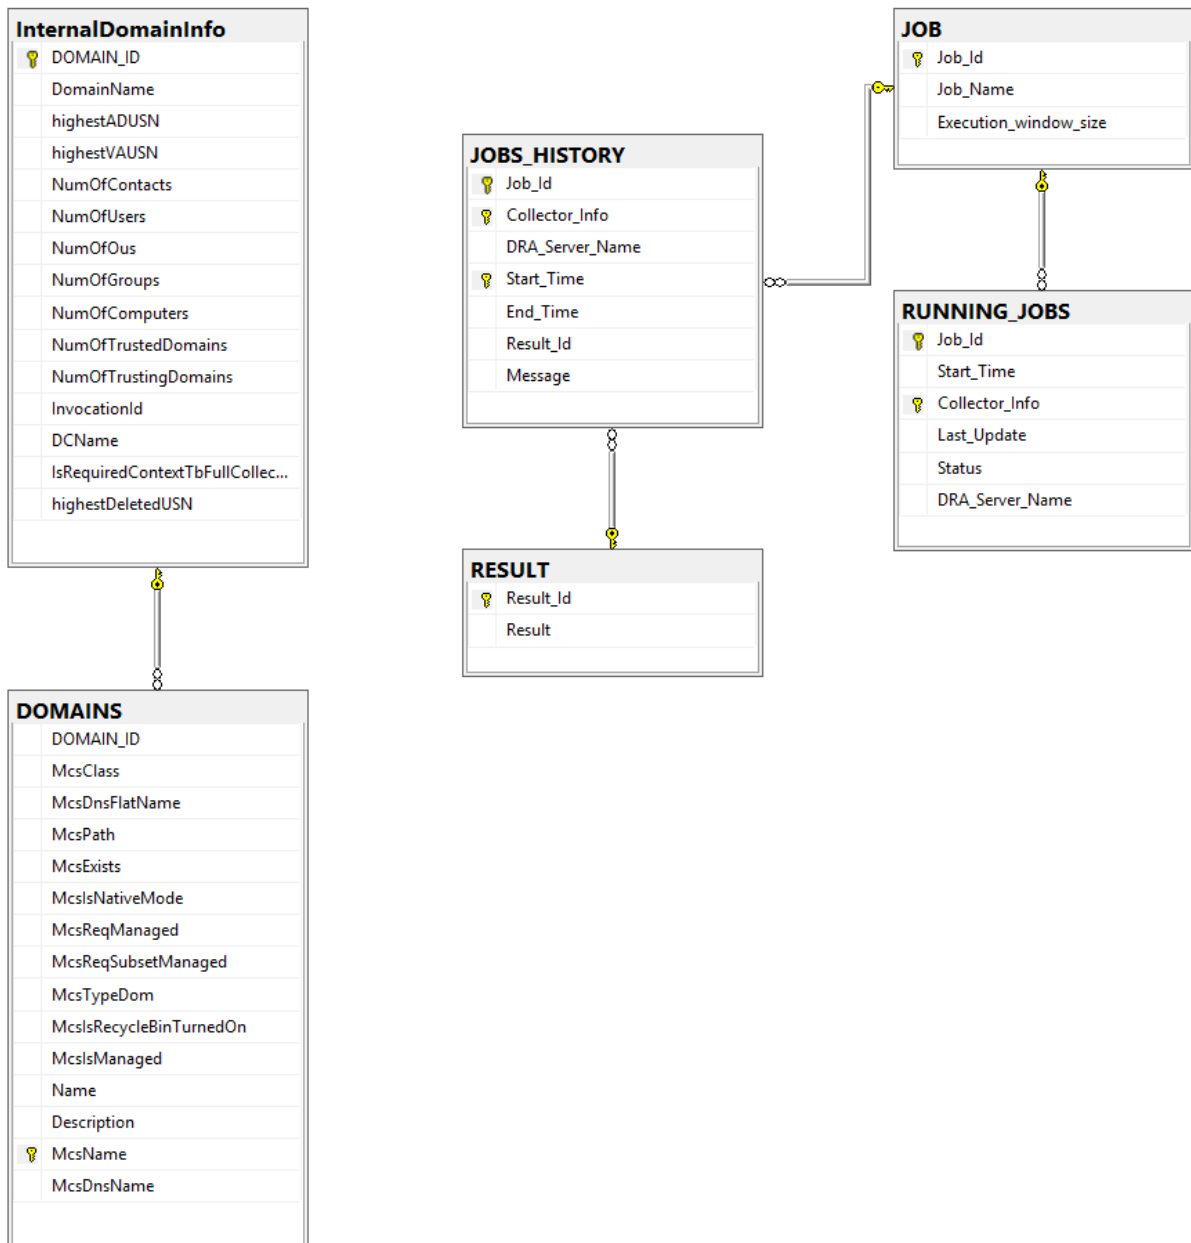 InternalDomainInfo
DOMAIN_ID
DomainName
highestADUSN
highestVAUSN
NumOfContacts
NumOfUsers
NumOfOus
NumOfGroups
NumOfComputers
NumOfTrustedDomains
NumOfTrustingDomains
InvocationId
DCName
IsRequiredContextTbFullCollec...
highestDeletedUSN
DOMAINS
DOMAIN_ID
McsClass
McsDnsFlatName
McsPath
McsExists
McsIsNativeMode
McsReqManaged
McsReqSubsetManaged
McsTypeDom
McsIsRecycleBinTurnedOn
McsIsManaged
Name
Description
McsName
McsDnsName
JOBS_HISTORY
Job_Id
Collector_Info
DRA_Server_Name
Start_Time
End_Time
Result_Id
Message
RESULT
Result_Id
Result
JOB
Job_Id
Job_Name
Execution_window_size
RUNNING_JOBS
Job_Id
Start_Time
Collector_Info
Last_Update
Status
DRA_Server_Name